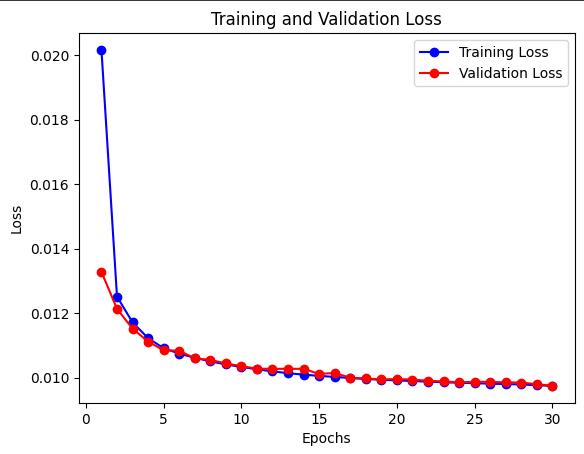 Training and Validation Loss
Training Loss
Validation Loss
Loss
0.020
0.018
0.016
0.014
0.012
0.010
0
5
10
15
20
25
30
Epochs